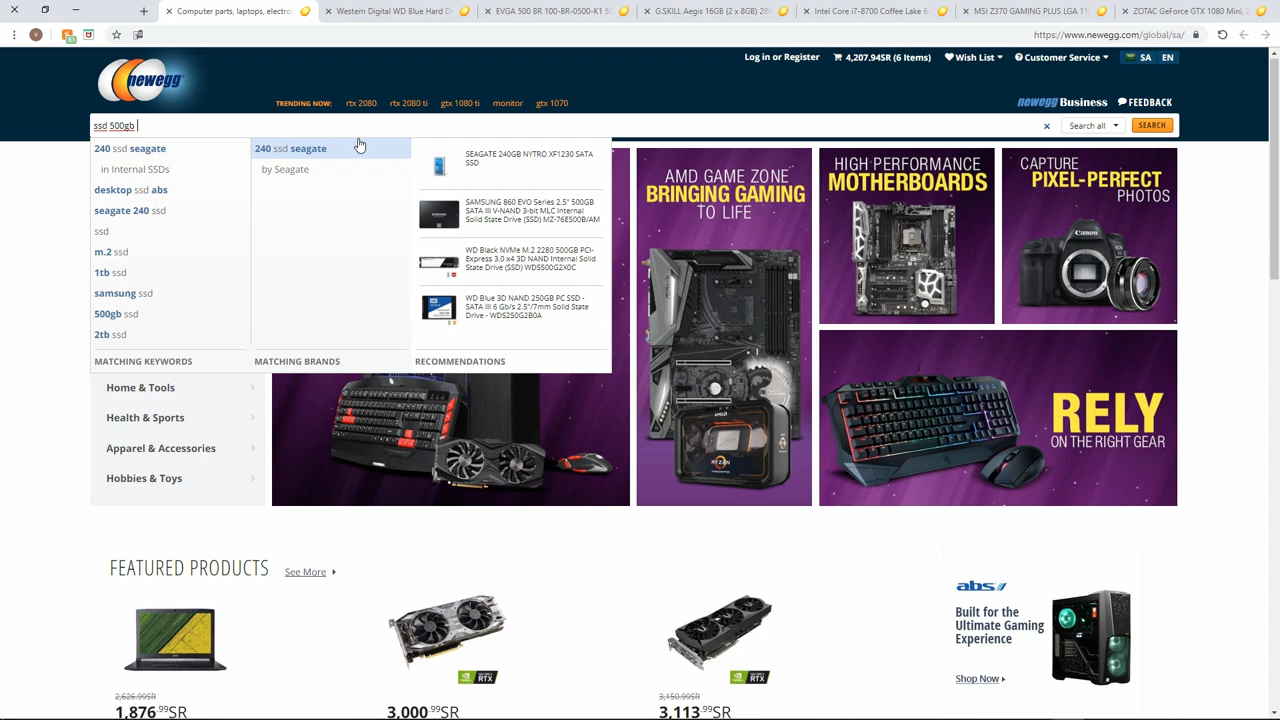 Computer parts, laptops, electro
Western Digital WD Blue Hard D
EVGA 500 BR 100-BR-0500-K1 50
G.SKILL Aegis 16GB (2 x 8GB) 28
Intel Core i7-8700 Coffee Lake 6-
MSI Z370 GAMING PLUS LGA 11
ZOTAC GeForce GTX 1080 Mini, Z
V
61
https://www.newegg.com/global/sa/
newegg
Log in or Register
4,207.94SR (6 Items)
Wish List
Customer Service
SA
EN
TRENDING NOW:
rtx 2080
rtx 2080 ti
gtx 1080 ti
monitor
gtx 1070
newegg Business
FEEDBACK
ssd 500gb
Search all
SEARCH
240 ssd seagate
in Internal SSDs
desktop ssd abs
seagate 240 ssd
ssd
m.2 ssd
1tb ssd
samsung ssd
500gb ssd
2tb ssd
MATCHING KEYWORDS
240 ssd seagate
by Seagate
MATCHING BRANDS
SEAGATE 240GB NYTRO XF1230 SATA
SSD
SAMSUNG 860 EVO Series 2.5" 500GB
SATA III V-NAND 3-bit MLC Internal
Solid State Drive (SSD) MZ-76E500B/AM
WD Black NVMe M.2 2280 500GB PCI-
Express 3.0 x4 3D NAND Internal Solid
State Drive (SSD) WDS500G2X0C
WD Blue 3D NAND 250GB PC SSD -
SATA III 6 Gb/s 2.5"/7mm Solid State
Drive - WDS250G2B0A
RECOMMENDATIONS
Home & Tools
Health & Sports
Apparel & Accessories
Hobbies & Toys
AMD GAME ZONE
BRINGING GAMING
TO LIFE
AMD
RYZEN
HIGH PERFORMANCE
MOTHERBOARDS
CAPTURE
PIXEL-PERFECT
PHOTOS
Canon
RELY
ON THE RIGHT GEAR
FEATURED PRODUCTS
See More
2,626.99SR
1,876.99SR
NVIDIA
RTX
3,000.99SR
3,150.99SR
NVIDIA
RTX
3,113.99SR
abs
Built for the
Ultimate Gaming
Experience
Shop Now